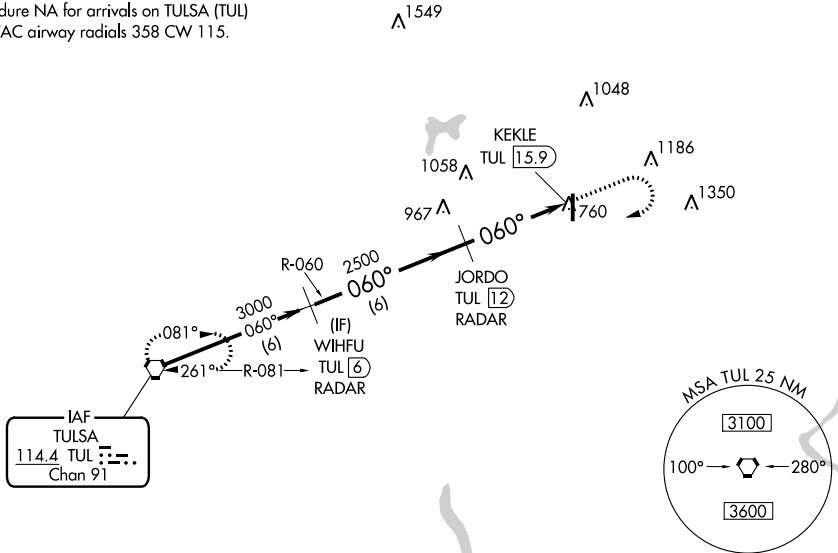 dure NA for arrivals on TULSA (TUL)
AC airway radials 358 CW 115.
1549
1048
KEKLE
TUL 15.9
1186
1058
1350
967
760
060°
R-060
2500
060°
(6)
JORDO
TUL 12
RADAR
3000
060°
(6)
(IF)
WIHFU
TUL 6
RADAR
081°
261°
R-081
IAF
TULSA
114.4 TUL
Chan 91
MSA TUL 25 NM
3100
100°
280°
3600